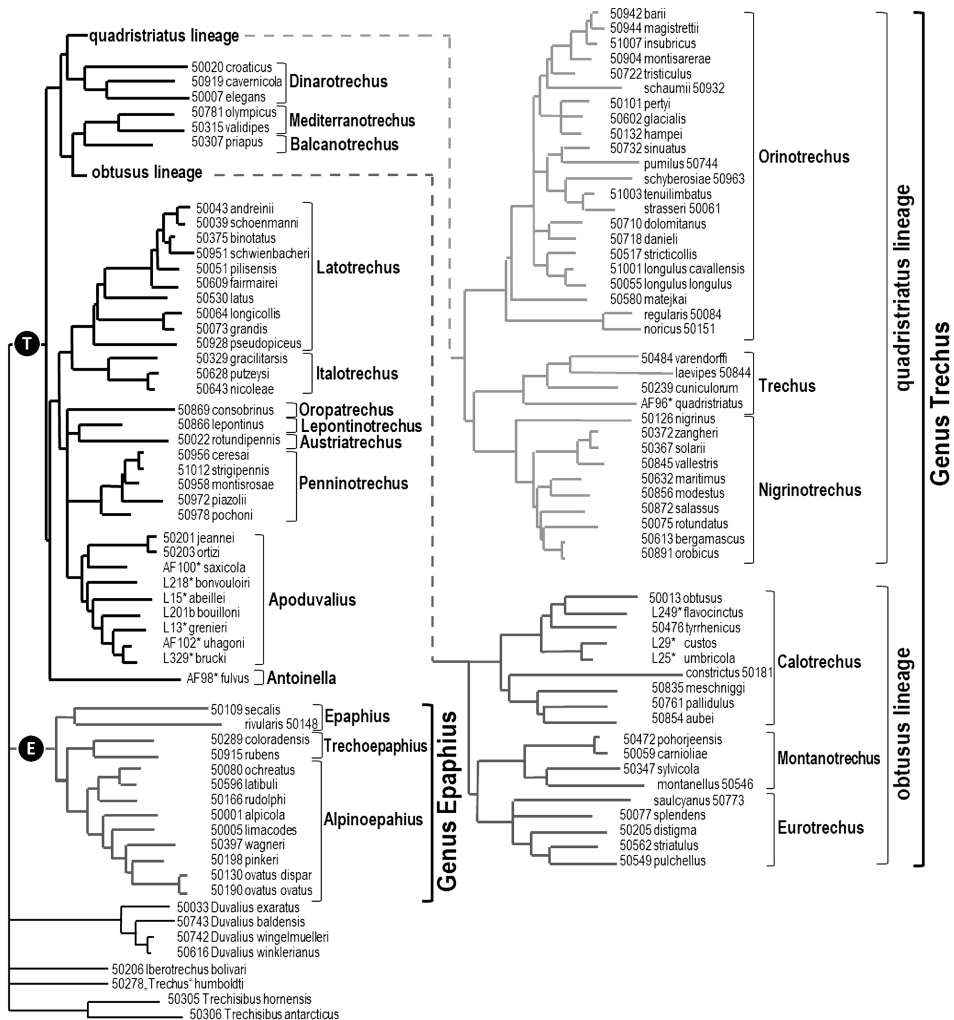 quadristriatus lineage
50020 croaticus
50919 cavernicola
50007 elegans
Dinarotrechus
50781 olympicus
50315 validipes
Mediterranotrechus
50307 priapus
Balcanotrechus
obtusus lineage
50043 andreinii
50039 schoenmanni
50375 binotatus
50951 schwienbacheri
50051 pilisensis
50609 fairmairei
50530 latus
50064 longicollis
50073 grandis
50928 pseudopiceus
Latotrechus
T
50329 gracilitarsis
50628 putzeysi
50643 nicoleae
Italotrechus
50869 consobrinus
Oropatrechus
50866 lepontinus
Lepontinotrechus
50022 rotundipennis
Austriatrechus
50956 ceresai
51012 strigipennis
50958 montisrosae
50972 piazolii
50978 pochoni
Penninotrechus
50201 jeannei
50203 ortizi
AF100* saxicola
L218* bonvouloiri
L15* abeillei
L201b bouilloni
L13* grenieri
AF102* uhagoni
L329* brucki
Apoduvalius
AF98* fulvus
Antoinella
E
50109 secalis
rivularis 50148
Epaphius
50289 coloradensis
50915 rubens
Trechoepaphius
50080 ochreatus
50596 latibuli
50166 rudolphi
50001 alpicola
50005 limacodes
50397 wagneri
50198 pinkeri
50130 ovatus dispar
50190 ovatus ovatus
Alpinoepahius
Genus Epaphius
50033 Duvalius exaratus
50743 Duvalius baldensis
50742 Duvalius wingelmuelleri
50616 Duvalius winklerianus
50206 Iberotrechus bolivari
50278 „Trechus“ humboldti
50305 Trechisibus hornensis
50306 Trechisibus antarcticus
50942 barii
50944 magistrettii
51007 insubricus
50904 montisarerae
50722 tristiculus
schaumii 50932
50101 pertyi
50602 glacialis
50132 hampei
50732 sinuatus
pumilus 50744
schyberosiae 50963
51003 tenuilimbatus
strasseri 50061
50710 dolomitanus
50718 danieli
50517 stricticollis
51001 longulus cavallensis
50055 longulus longulus
50580 matejkai
regularis 50084
noricus 50151
Orinotrechus
50484 varendorffi
laevipes 50844
50239 cuniculorum
AF96* quadristriatus
Trechus
50126 nigrinus
50372 zangheri
50367 solarii
50845 vallestris
50632 maritimus
50856 modestus
50872 salassus
50075 rotundatus
50613 bergamascus
50891 orobicus
Nigrinotrechus
quadristriatus lineage
50013 obtusus
L249* flavocinctus
50476 tyrrhenicus
L29* custos
L25* umbricola
constrictus 50181
50835 meschniggi
50761 pallidulus
50854 aubei
Calotrechus
50472 pohorjeensis
50059 carnioliae
50347 sylvicola
montanellus 50546
Montanotrechus
saulcyanus 50773
50077 splendens
50205 distigma
50562 striatulus
50549 pulchellus
Eurotrechus
obtusus lineage
Genus Trechus